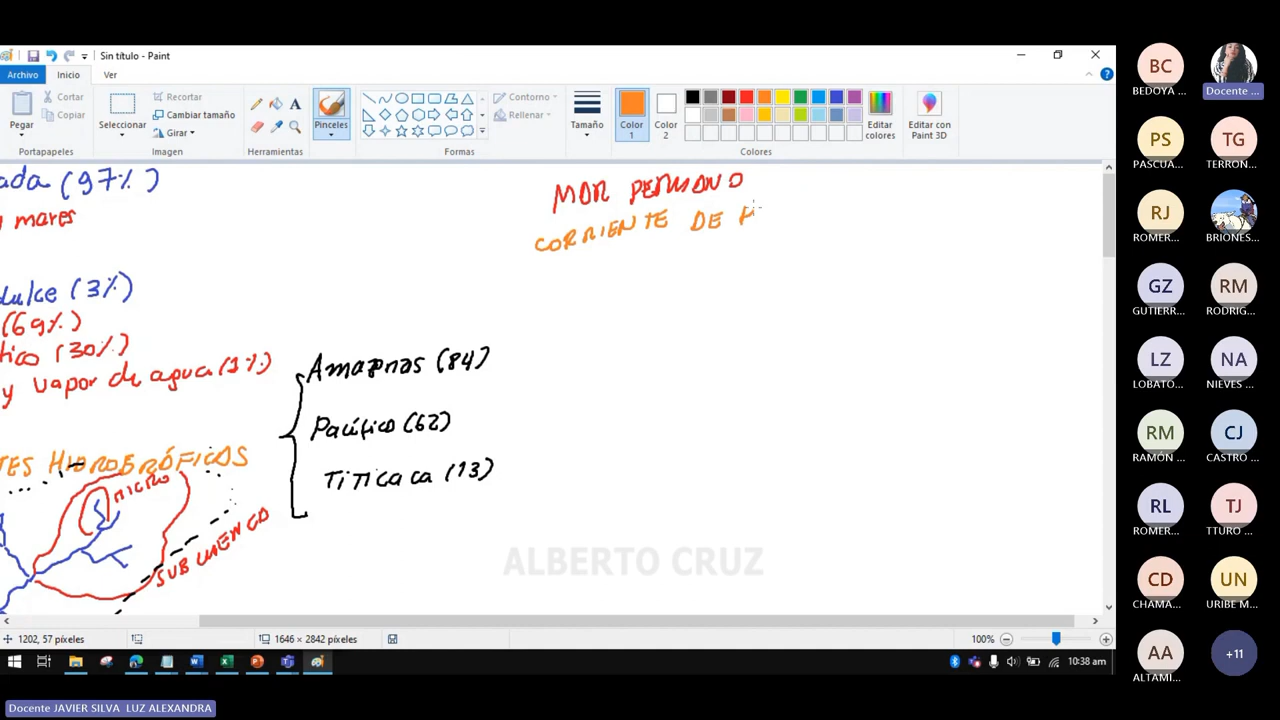 Sin título - Paint
Archivo
Inicio
Ver
Pegar
Cortar
Copiar
Portapapeles
Seleccionar
Recortar
Cambiar tamaño
Girar
Imagen
Herramientas
Pinceles
Formas
Contorno
Rellenar
Tamaño
Color 1
Color 2
Editar colores
Editar con Paint 3D
Colores
ada (97%)
y mares
dulce (3%)
(69%)
tico (30%)
y vapor de agua (1%)
MAR PERUANO
CORRIENTE DE H
Amazonas (84)
Pacífico (62)
TiTicaca (13)
TES HIDROGRÓFICOS
MICRO
SUB CUENCA
ALBERTO CRUZ
1202, 57 píxeles
1646 × 2842 píxeles
100%
10:38 am
Docente JAVIER SILVA LUZ ALEXANDRA
BC
BEDOYA ...
Docente ...
PS
PASCUA...
TG
TERRON...
RJ
ROMER...
BRIONES...
GZ
GUTIERR...
RM
RODRIG...
LZ
LOBATO...
NA
NIEVES ...
RM
RAMÓN ...
CJ
CASTRO ...
RL
ROMER...
TJ
TTURO ...
CD
CHAMA...
UN
URIBE M...
AA
ALTAMI...
+11